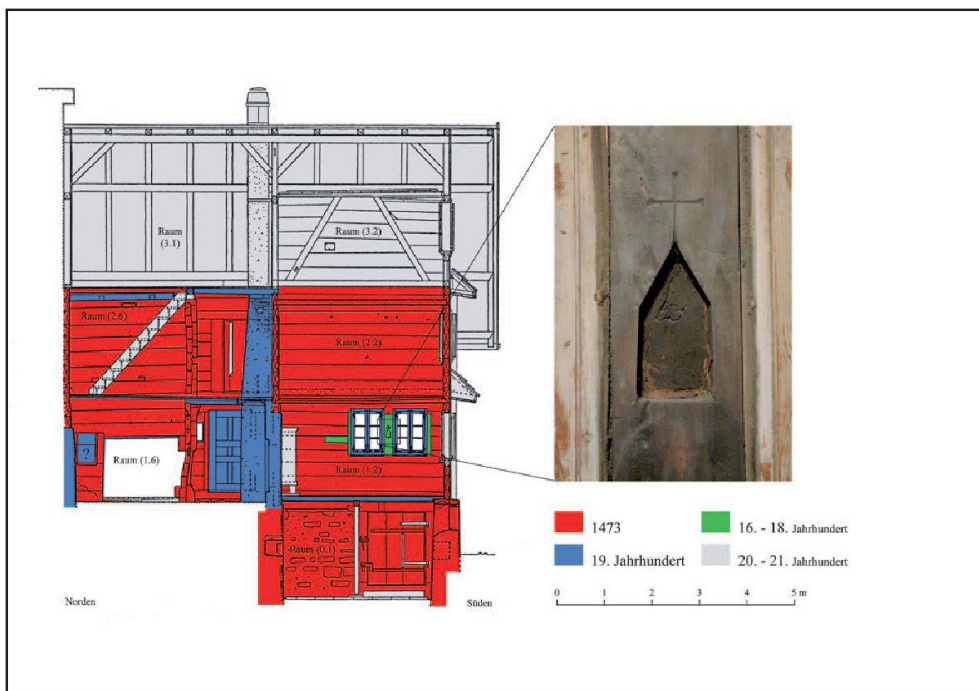 Raum
(3.1)
Raum (3.2)
Raum (2.6)
Raum (2.2)
?
Raum (1.6)
Raum (1.2)
Raum (0.1)
Norden
Süden
1473
16. - 18. Jahrhundert
19. Jahrhundert
20. - 21. Jahrhundert
0 1 2 3 4 5 m